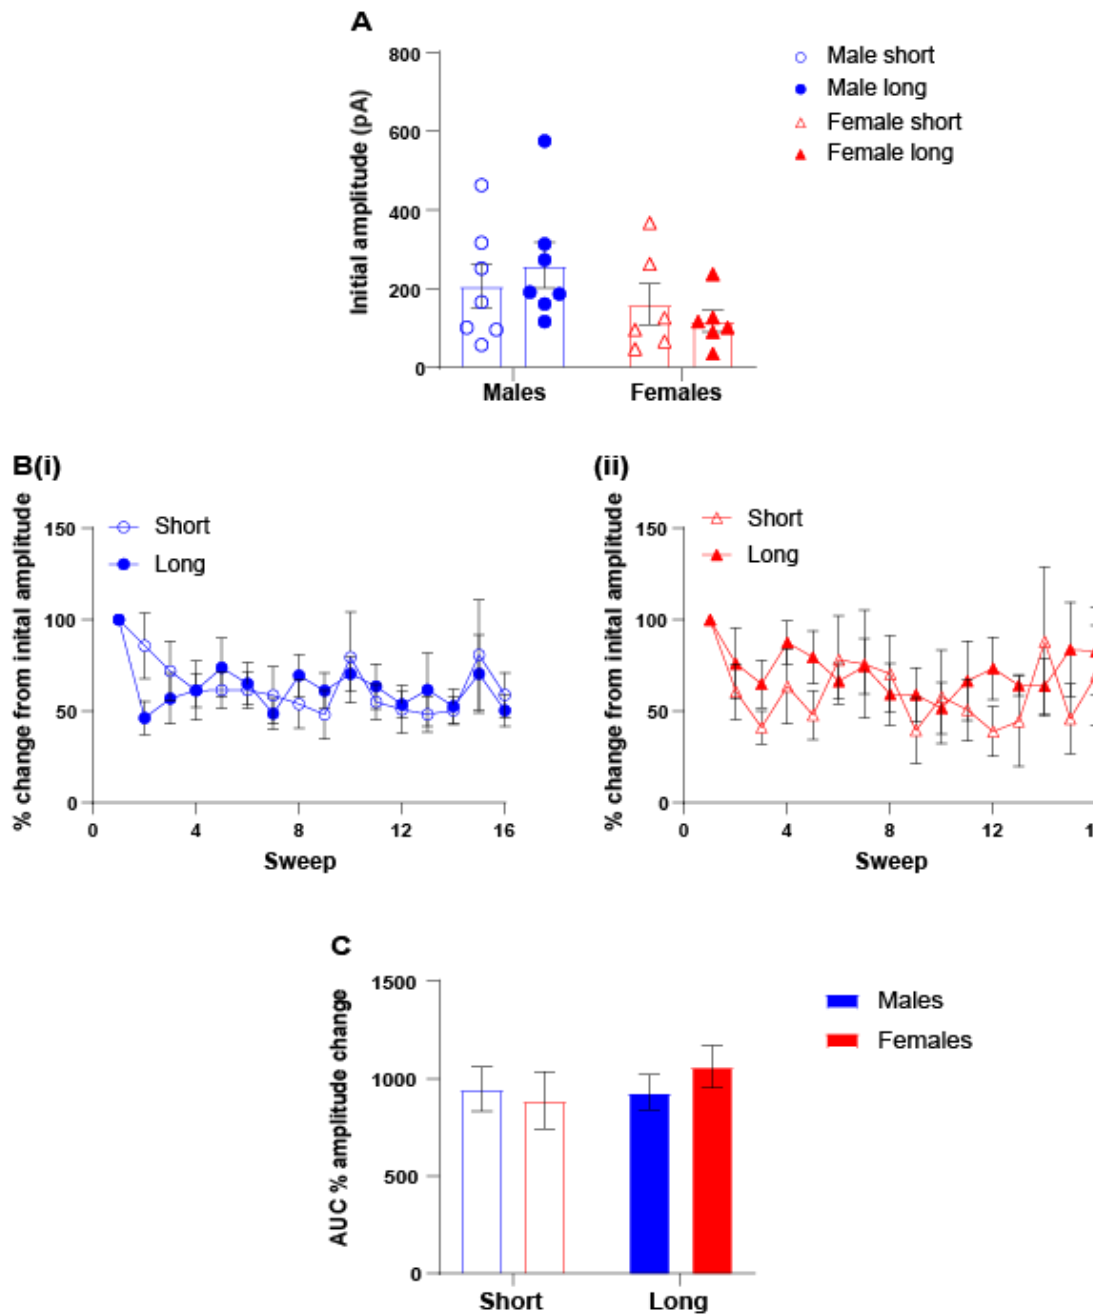 A
Initial amplitude (pA)
800
600
400
200
0
Males
Females
Male short
Male long
Female short
Female long
B(i)
% change from inital amplitude
150
100
50
0
Short
Long
0
4
8
12
16
Sweep
(ii)
% change from inital amplitude
150
100
50
0
Short
Long
0
4
8
12
1
Sweep
C
AUC % amplitude change
1500
1000
500
0
Short
Long
Males
Females